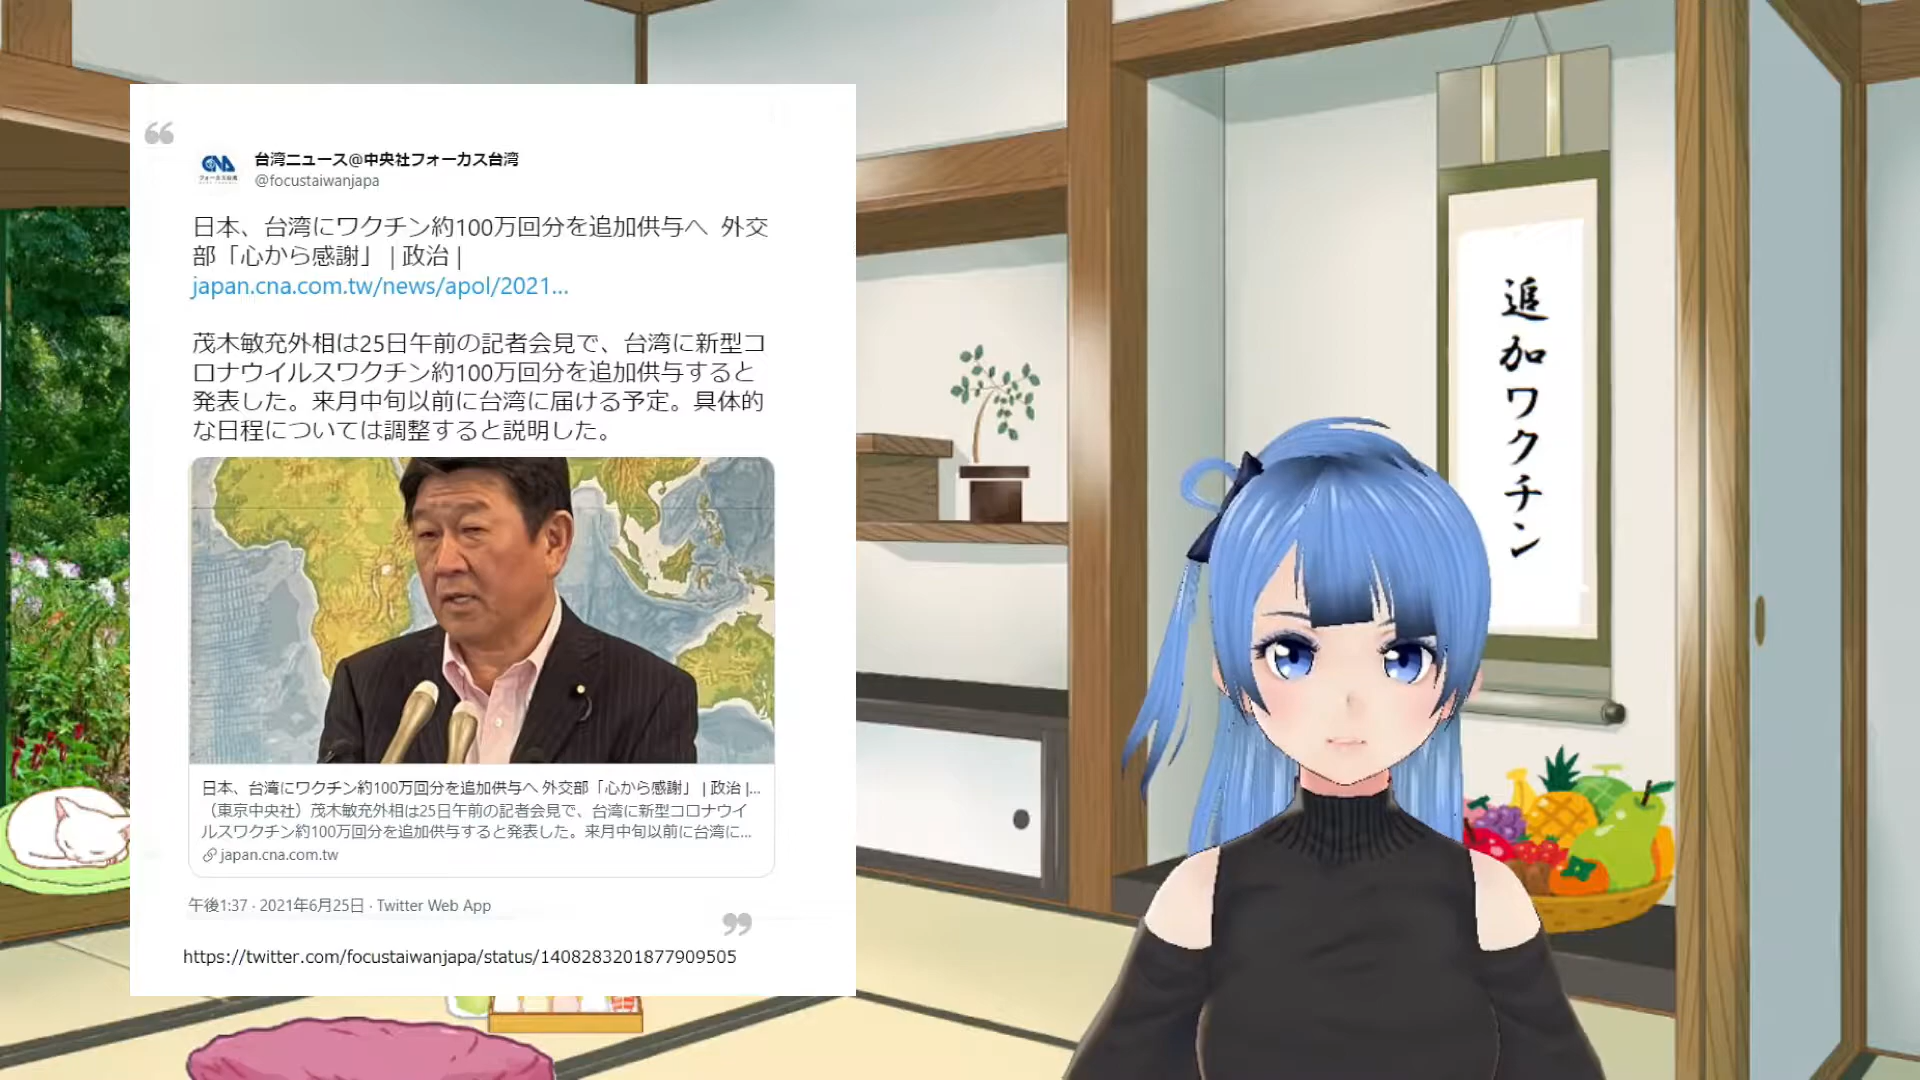 台湾ニュース@中央社フォーカス台湾
@focustaiwanjapa
日本、台湾にワクチン約100万回分を追加供与へ 外交
部「心から感謝」 | 政治 |
japan.cna.com.tw/news/apol/2021...
茂木敏充外相は25日午前の記者会見で、台湾に新型コ
ロナウイルスワクチン約100万回分を追加供与すると
発表した。来月中旬以前に台湾に届ける予定。具体的
な日程については調整すると説明した。
日本、台湾にワクチン約100万回分を追加供与へ 外交部「心から感謝」 | 政治 |...
（東京中央社）茂木敏充外相は25日午前の記者会見で、台湾に新型コロナウイ
ルスワクチン約100万回分を追加供与すると発表した。来月中旬以前に台湾に...
japan.cna.com.tw
午後1:37 · 2021年6月25日 · Twitter Web App
https://twitter.com/focustaiwanjapa/status/1408283201877909505
追加ワクチン
CNA
フォーカス台湾